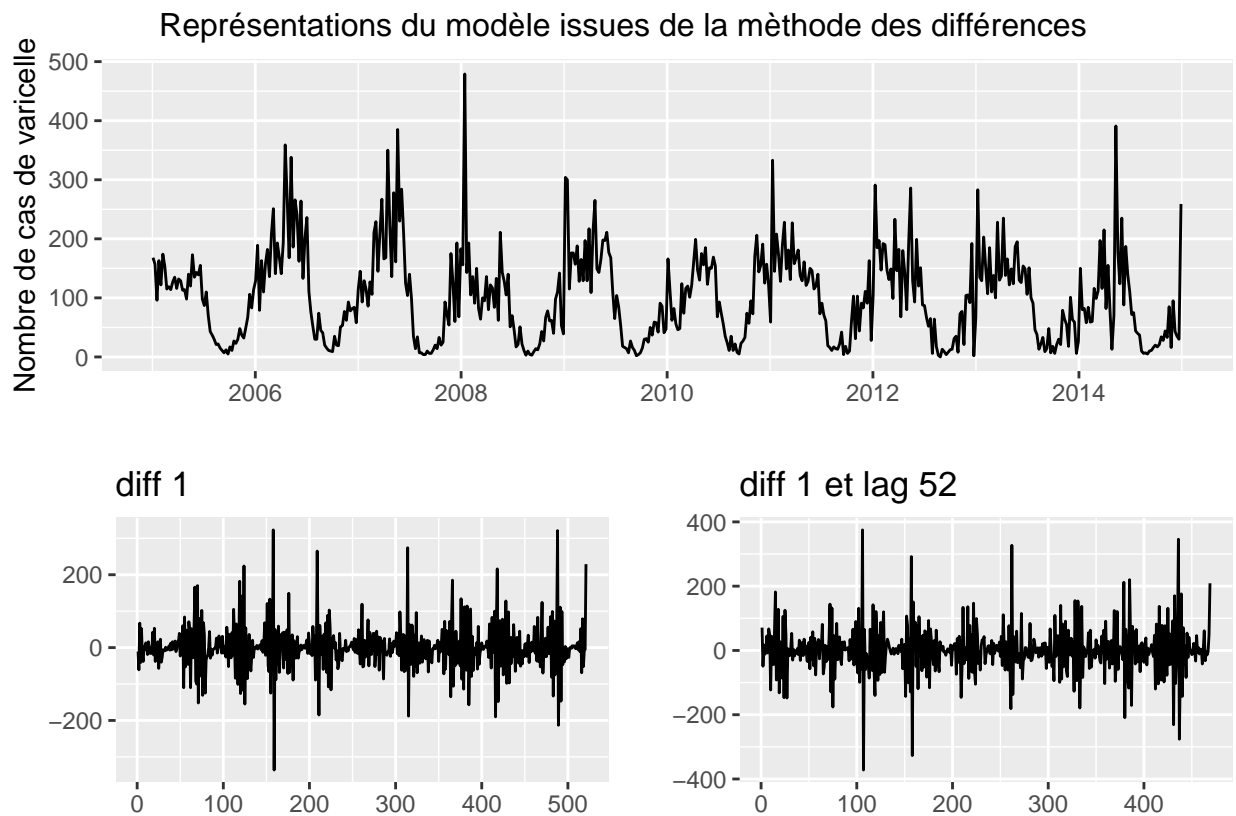 Représentations du modèle issues de la mèthode des différences
Nombre de cas de varicelle
500
400
300
200
100
0
2006 2008 2010 2012 2014
diff 1
200
0
−200
0 100 200 300 400 500
diff 1 et lag 52
400
200
0
−200
−400
0 100 200 300 400